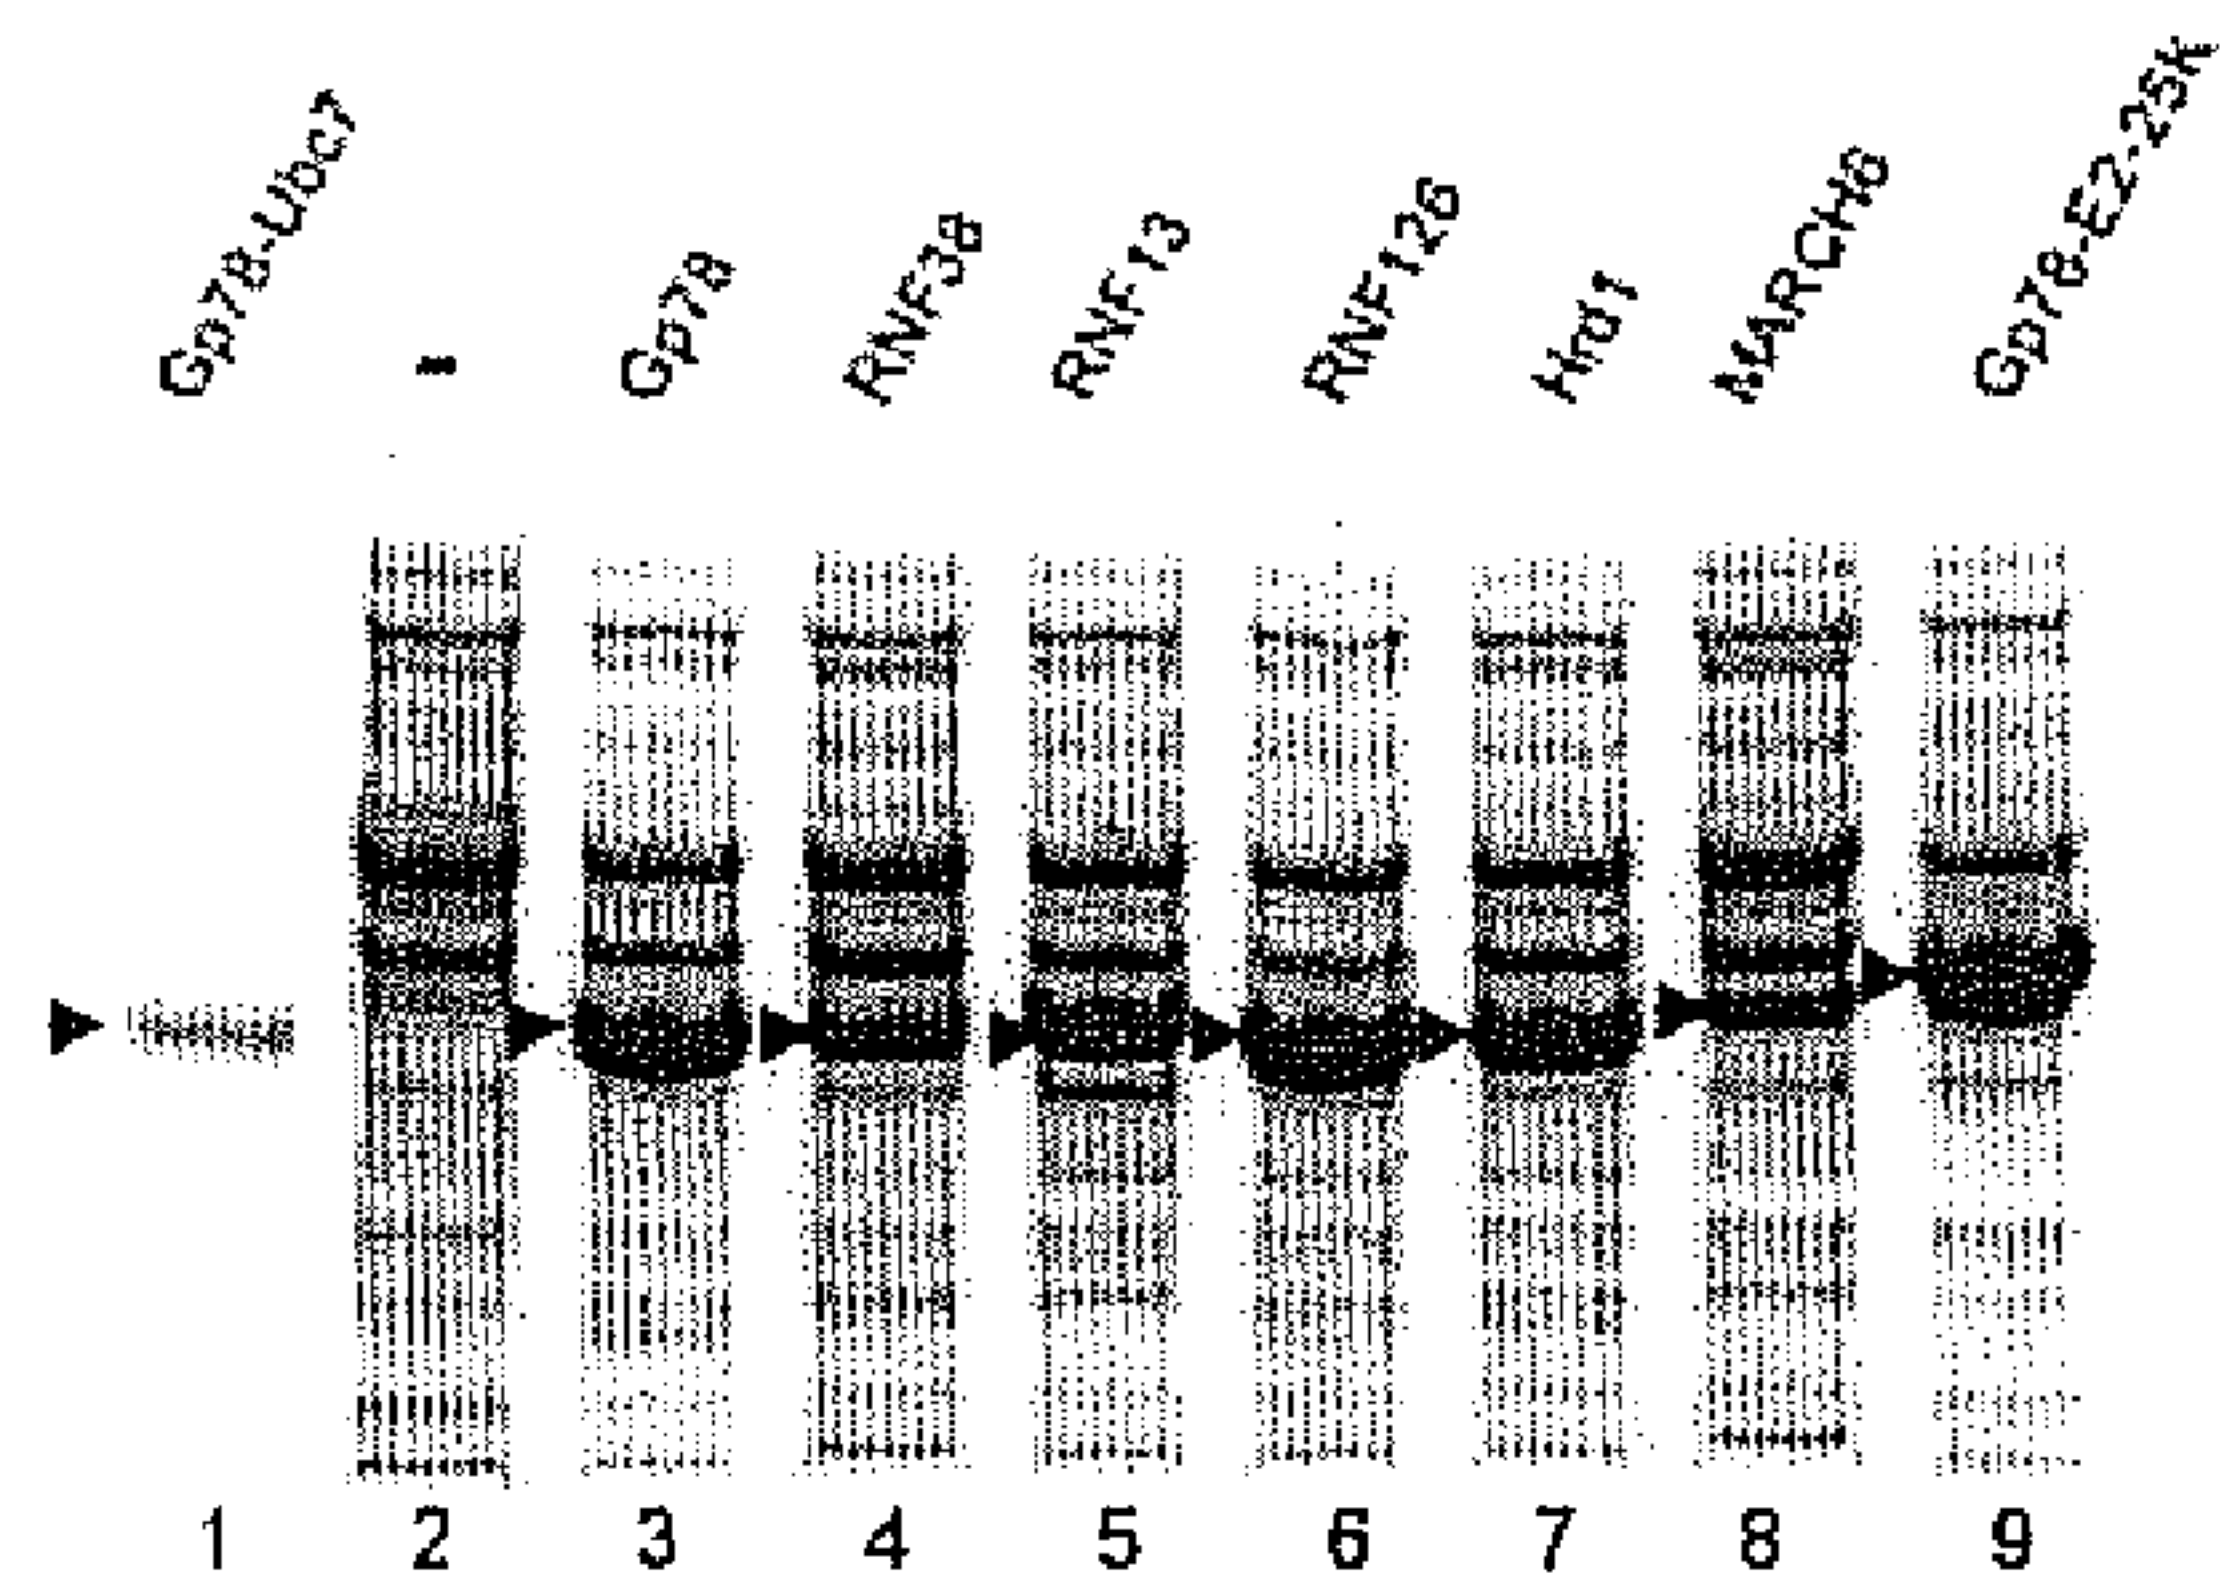 Gp78-Ubc7
-
Gp78
RNF38
RNF13
RNF126
Hrd1
MARCH6
Gp78-E2-25K
1 2 3 4 5 6 7 8 9